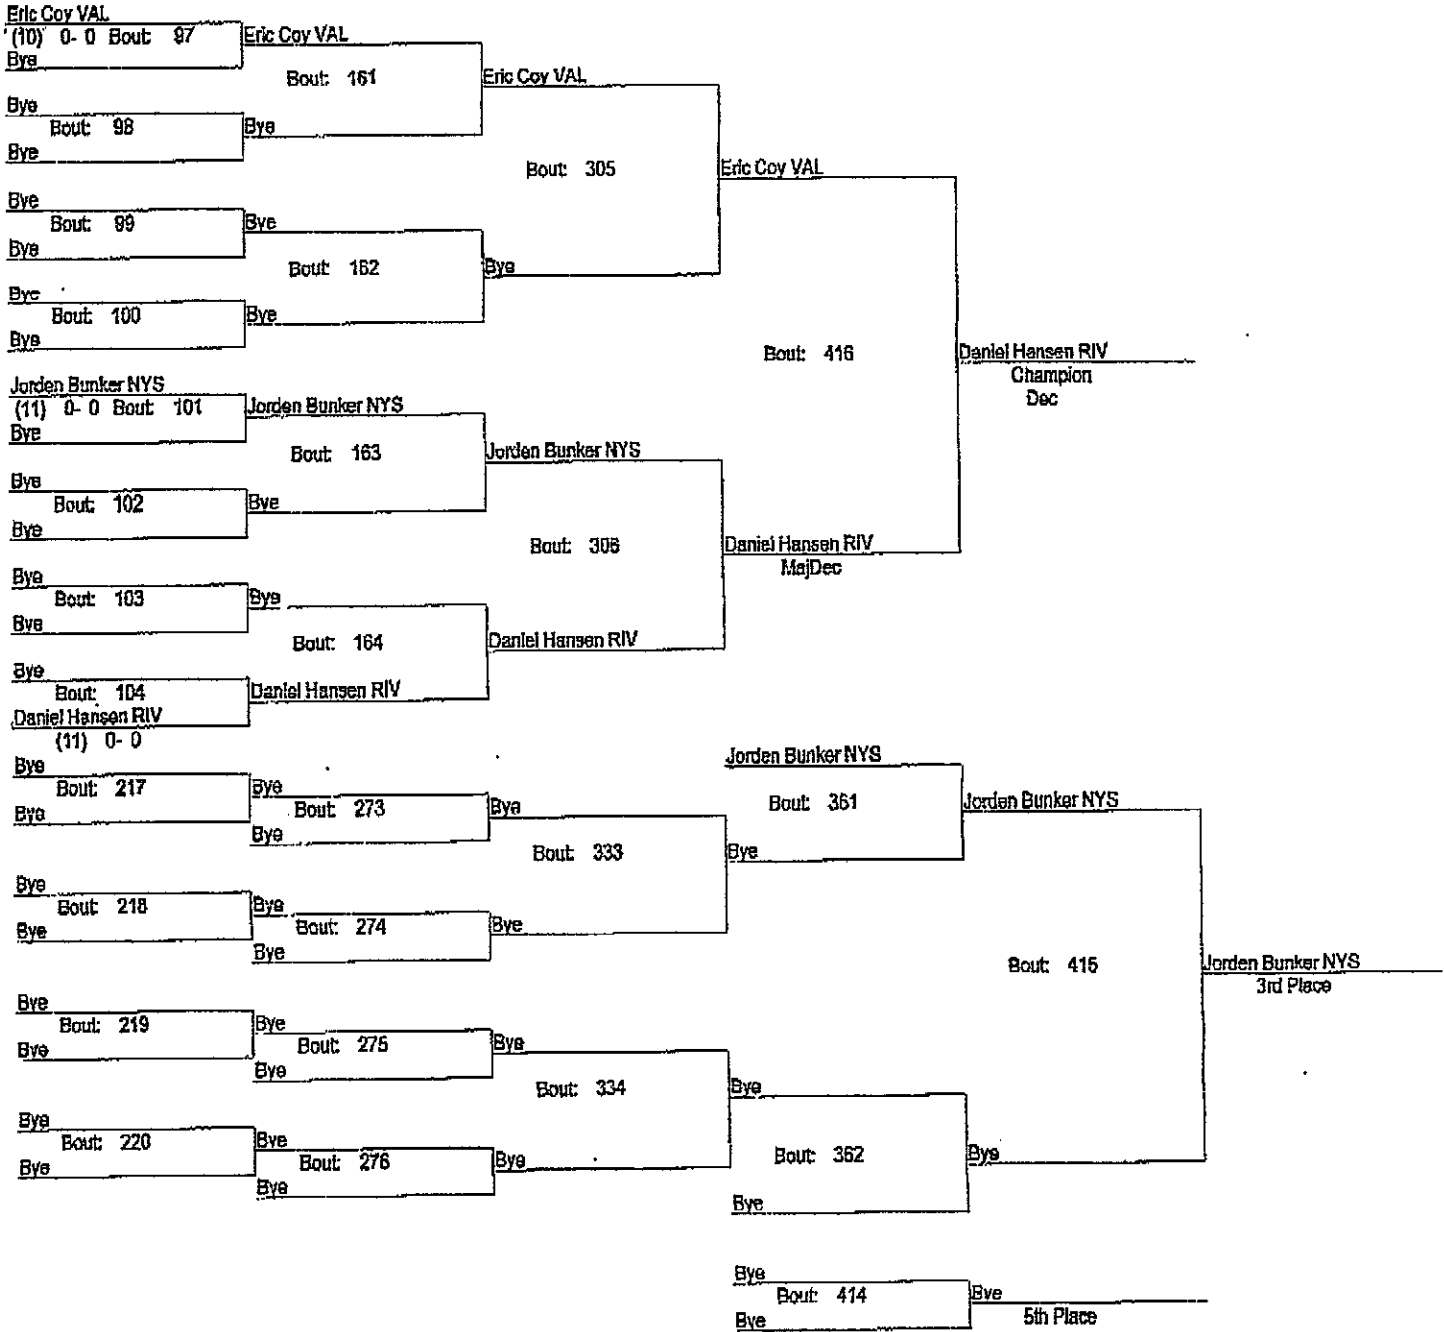 Eric Coy VAL
(10) 0- 0 Bout: 97
Bye
Eric Coy VAL
Bout: 161
Eric Coy VAL
Bye
Bout: 98
Bye
Bye
Bout: 305
Eric Coy VAL
Bye
Bout: 99
Bye
Bye
Bout: 162
Bye
Bye
Bout: 100
Bye
Bye
Bout: 416
Daniel Hansen RIV
Champion
Dec
Jorden Bunker NYS
(11) 0- 0 Bout: 101
Bye
Jorden Bunker NYS
Bout: 163
Jorden Bunker NYS
Bye
Bout: 102
Bye
Bye
Bout: 306
Daniel Hansen RIV
MajDec
Bye
Bout: 103
Bye
Bye
Bout: 164
Daniel Hansen RIV
Bye
Bout: 104
Daniel Hansen RIV
(11) 0- 0
Daniel Hansen RIV
Bye
Bout: 217
Bye
Bye
Bout: 273
Bye
Bye
Bout: 333
Jorden Bunker NYS
Bout: 361
Bye
Jorden Bunker NYS
Bye
Bout: 218
Bye
Bye
Bout: 274
Bye
Bye
Bout: 415
Jorden Bunker NYS
3rd Place
Bye
Bout: 219
Bye
Bye
Bout: 275
Bye
Bye
Bout: 334
Bye
Bye
Bout: 220
Bye
Bye
Bout: 276
Bye
Bye
Bout: 362
Bye
Bye
Bye
Bout: 414
Bye
Bye
5th Place